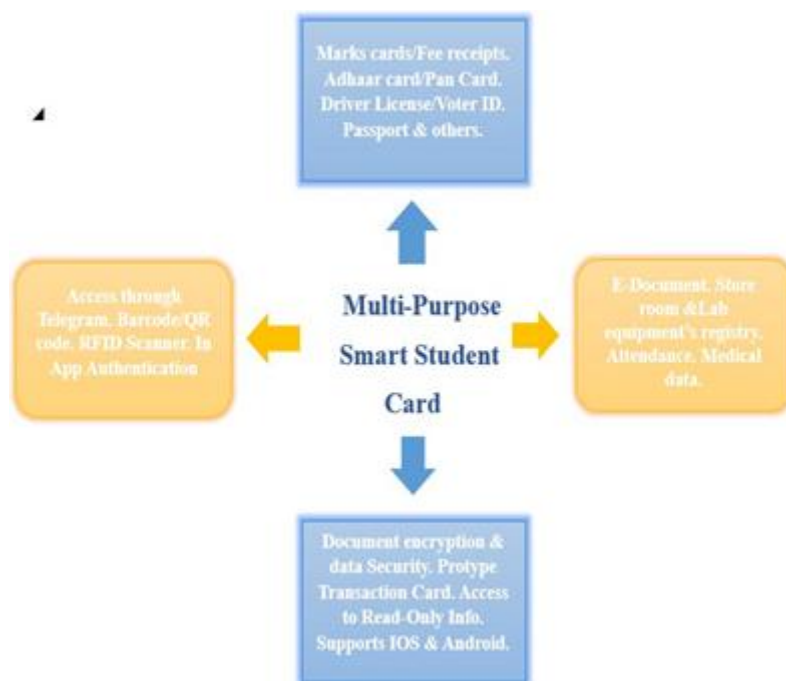 Marks cards/Fee receipts.
Adhaar card/Pan Card.
Driver License/Voter ID.
Passport & others.
Access through
Telegram. Barcode/QR
code. RFID Scanner. In
App Authentication
Multi-Purpose
Smart Student
Card
E-Document. Store
room &Lab
equipment's registry.
Attendance. Medical
data.
Document encryption &
data Security. Protype
Transaction Card. Access
to Read-Only Info.
Supports IOS & Android.